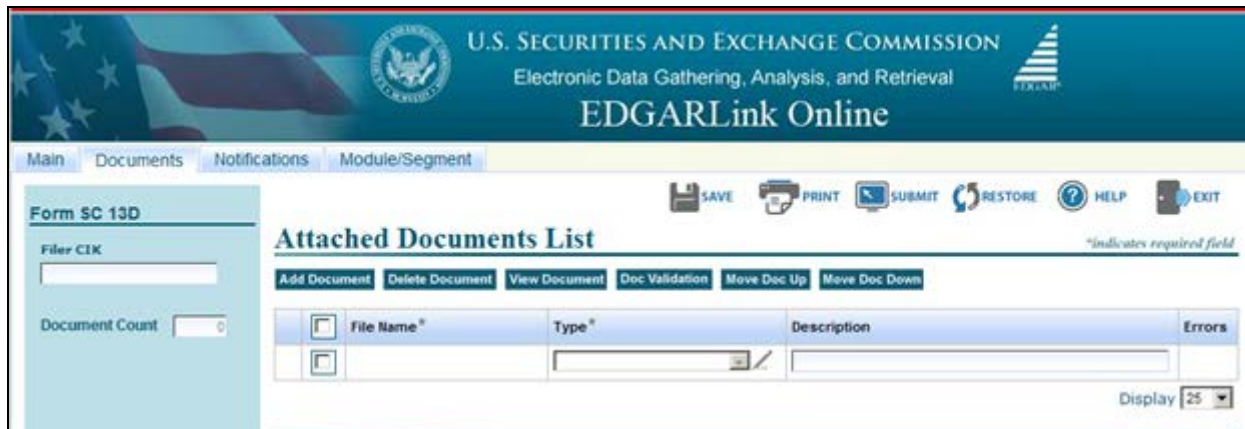 U.S. SECURITIES AND EXCHANGE COMMISSION
Electronic Data Gathering, Analysis, and Retrieval
EDGARLink Online
EDGAR
Main Documents Notifications Module/Segment
SAVE PRINT SUBMIT RESTORE HELP EXIT
Form SC 13D
Attached Documents List
*indicates required field
Filer CIK
Add Document Delete Document View Document Doc Validation Move Doc Up Move Doc Down
Document Count 0
File Name* Type* Description Errors
Display 25